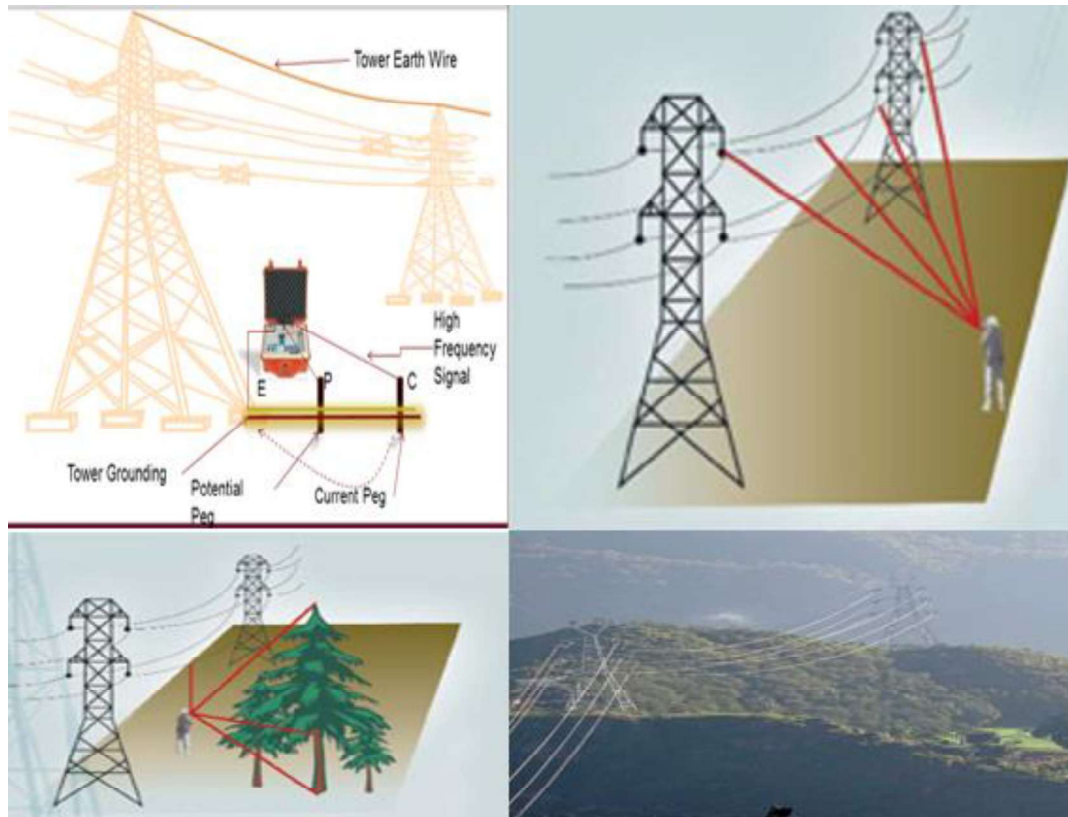 Tower Earth Wire
High
Frequency
Signal
E
P
C
Tower Grounding
Potential
Peg
Current Peg